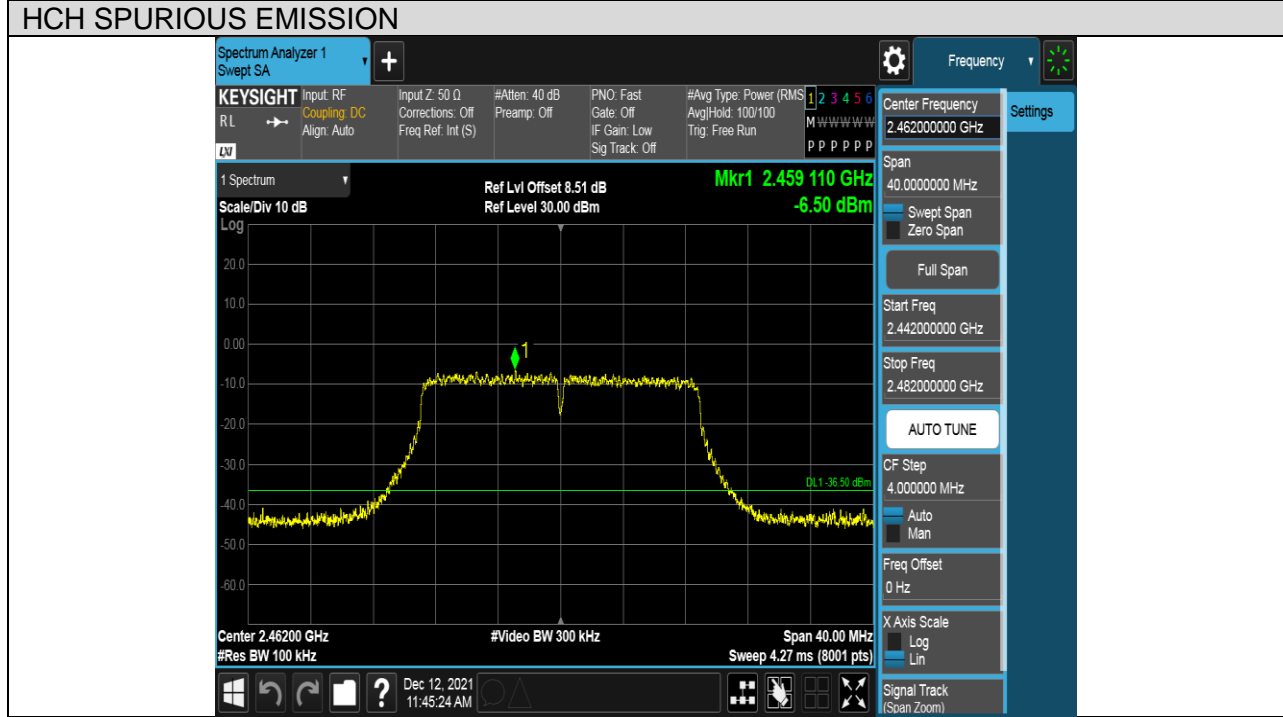 HCH SPURIOUS EMISSION
Spectrum Analyzer 1
Swept SA
+
Frequency
KEYSIGHT
RL
LXI
Input: RF
Coupling: DC
Align: Auto
Input Z: 50 Ω
Corrections: Off
Freq Ref: Int (S)
#Atten: 40 dB
Preamp: Off
PNO: Fast
Gate: Off
IF Gain: Low
Sig Track: Off
#Avg Type: Power (RMS
Avg|Hold: 100/100
Trig: Free Run
1 2 3 4 5 6
M W W W W W
P P P P P P
1 Spectrum
Scale/Div 10 dB
Ref Lvl Offset 8.51 dB
Ref Level 30.00 dBm
Mkr1 2.459 110 GHz
-6.50 dBm
Log
20.0
10.0
0.00
-10.0
-20.0
-30.0
-40.0
-50.0
-60.0
1
DL1 -36.50 dBm
Center 2.46200 GHz
#Res BW 100 kHz
#Video BW 300 kHz
Span 40.00 MHz
Sweep 4.27 ms (8001 pts)
Center Frequency
2.462000000 GHz
Settings
Span
40.0000000 MHz
Swept Span
Zero Span
Full Span
Start Freq
2.442000000 GHz
Stop Freq
2.482000000 GHz
AUTO TUNE
CF Step
4.000000 MHz
Auto
Man
Freq Offset
0 Hz
X Axis Scale
Log
Lin
Signal Track
(Span Zoom)
?
Dec 12, 2021
11:45:24 AM